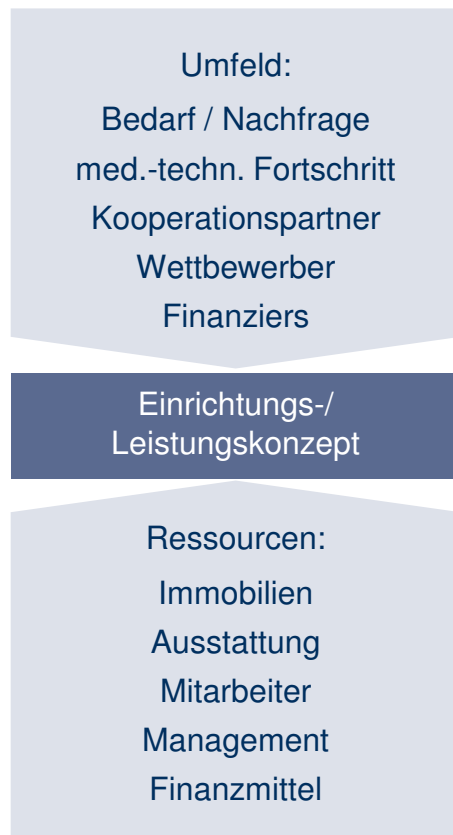 Umfeld:
Bedarf / Nachfrage
med.-techn. Fortschritt
Kooperationspartner
Wettbewerber
Finanziers
Einrichtungs-/
Leistungskonzept
Ressourcen:
Immobilien
Ausstattung
Mitarbeiter
Management
Finanzmittel